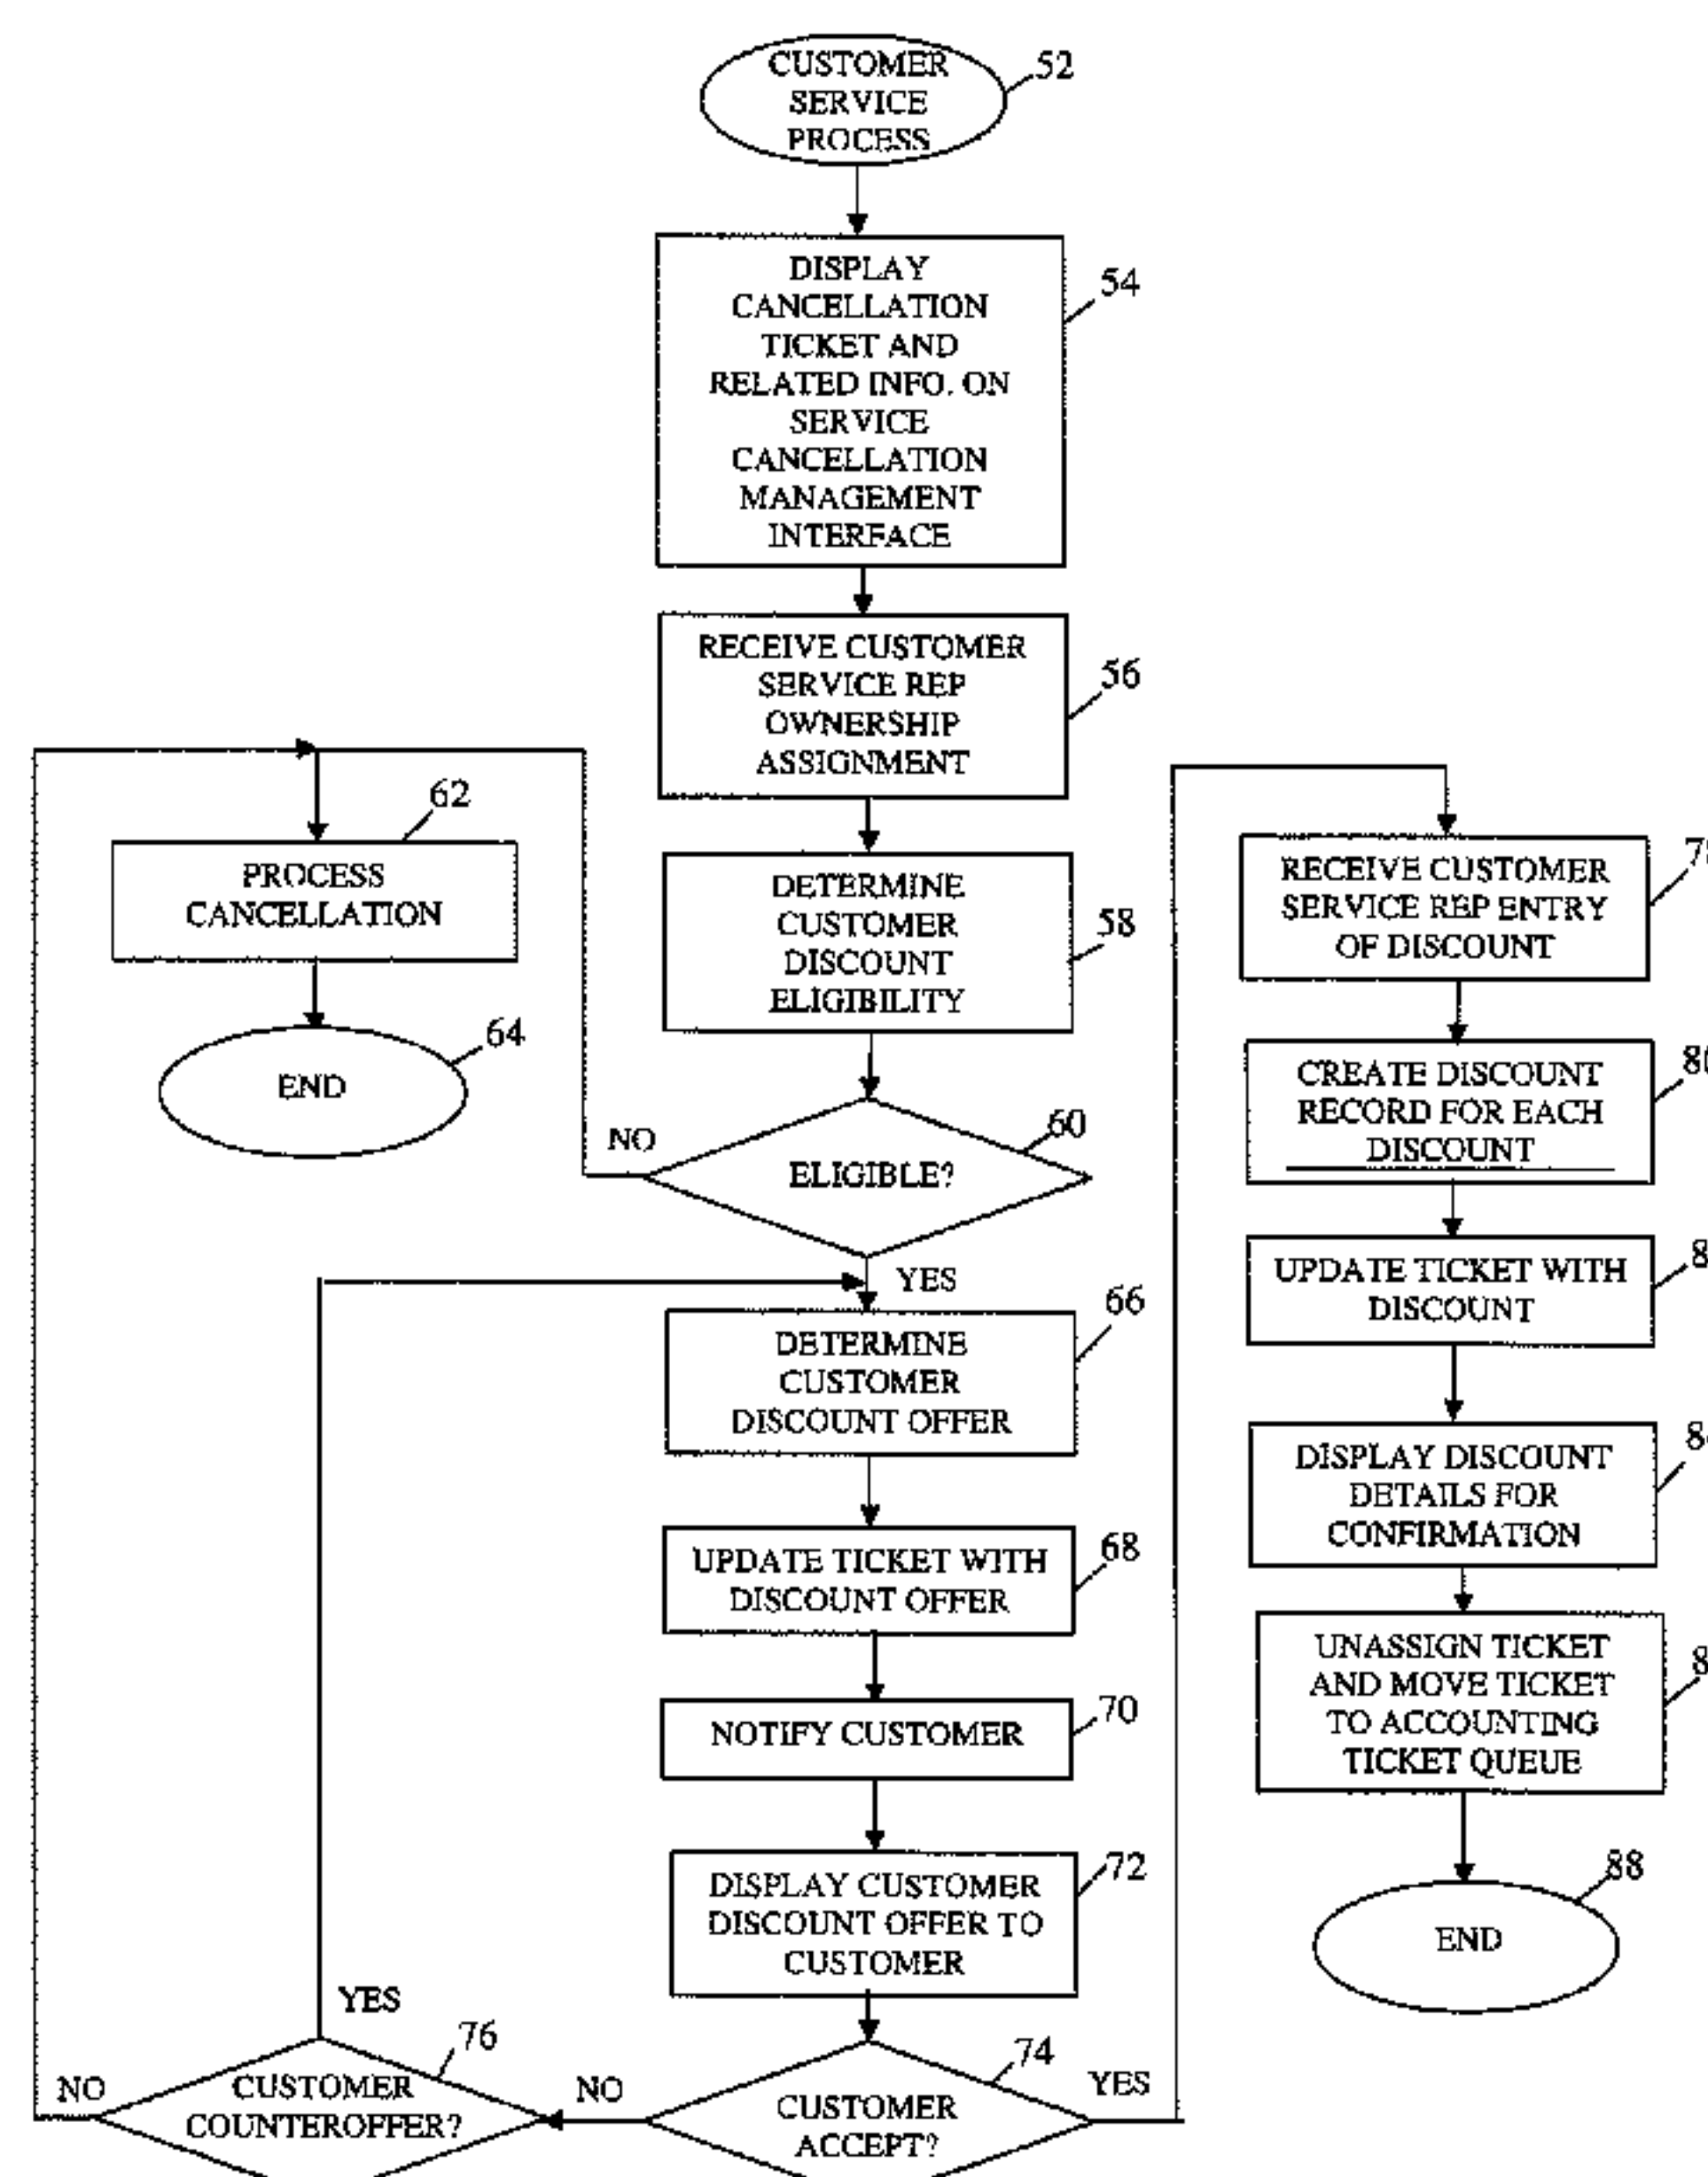 CUSTOMER
SERVICE
PROCESS
52
DISPLAY
CANCELLATION
TICKET AND
RELATED INFO. ON
SERVICE
CANCELLATION
MANAGEMENT
INTERFACE
54
RECEIVE CUSTOMER
SERVICE REP
OWNERSHIP
ASSIGNMENT
56
DETERMINE
CUSTOMER
DISCOUNT
ELIGIBILITY
58
ELIGIBLE?
60
NO
YES
PROCESS
CANCELLATION
62
END
64
DETERMINE
CUSTOMER
DISCOUNT OFFER
66
UPDATE TICKET WITH
DISCOUNT OFFER
68
NOTIFY CUSTOMER
70
DISPLAY CUSTOMER
DISCOUNT OFFER TO
CUSTOMER
72
CUSTOMER
ACCEPT?
74
NO
YES
CUSTOMER
COUNTEROFFER?
76
YES
NO
RECEIVE CUSTOMER
SERVICE REP ENTRY
OF DISCOUNT
CREATE DISCOUNT
RECORD FOR EACH
DISCOUNT
UPDATE TICKET WITH
DISCOUNT
DISPLAY DISCOUNT
DETAILS FOR
CONFIRMATION
UNASSIGN TICKET
AND MOVE TICKET
TO ACCOUNTING
TICKET QUEUE
END
88